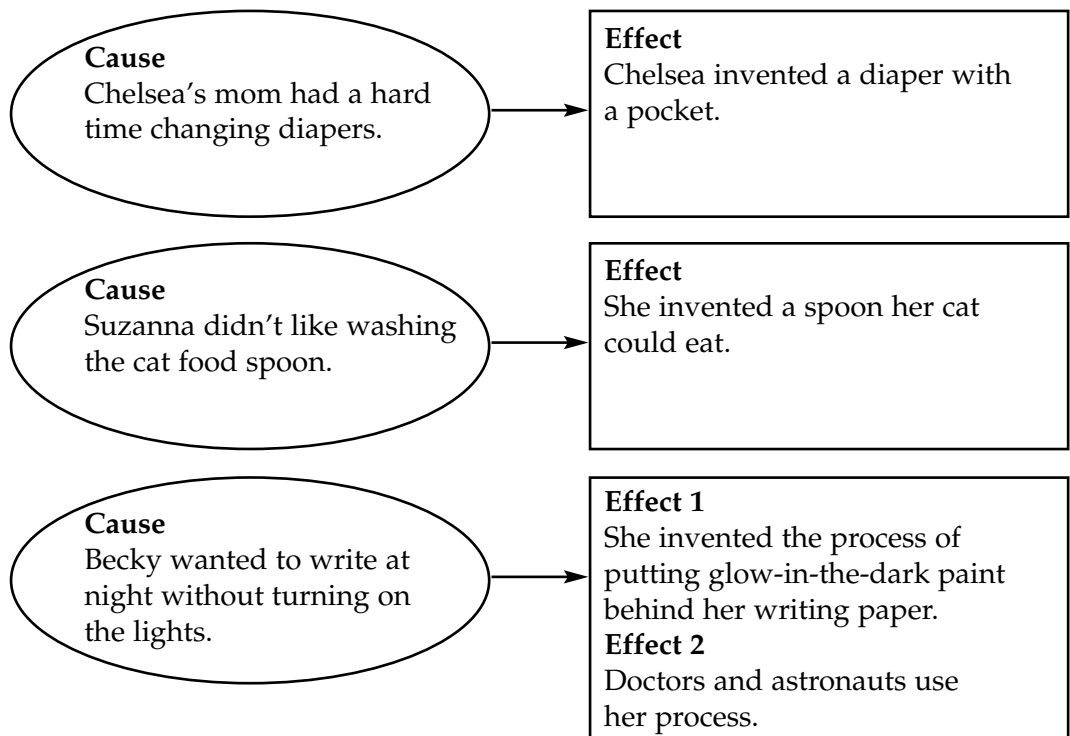 Cause
Chelsea’s mom had a hard
time changing diapers.
Effect
Chelsea invented a diaper with
a pocket.
Cause
Suzanna didn’t like washing
the cat food spoon.
Effect
She invented a spoon her cat
could eat.
Cause
Becky wanted to write at
night without turning on
the lights.
Effect 1
She invented the process of
putting glow-in-the-dark paint
behind her writing paper.
Effect 2
Doctors and astronauts use
her process.